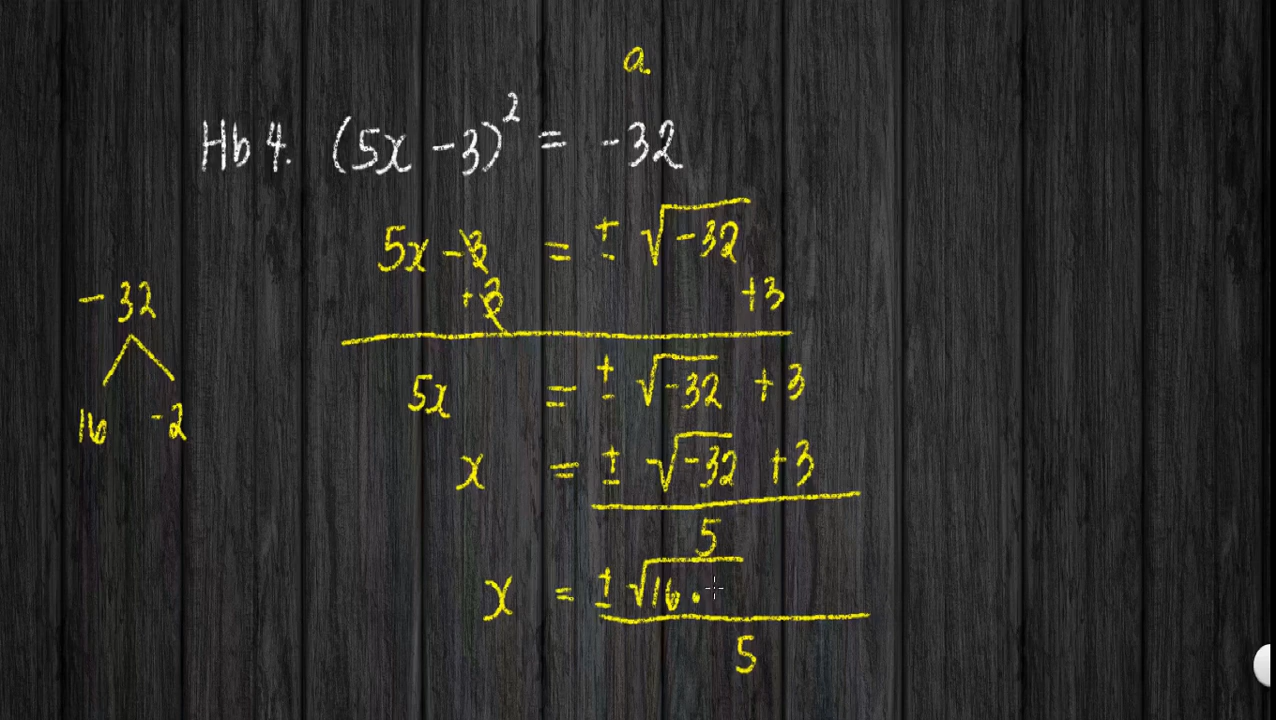 a.
Hb 4. (5x - 3)² = -32
5x - 3 = ± √-32
+3 +3
5x = ± √-32 + 3
x = ± √-32 + 3
5
x = ± √16 .
5
- 32
16 -2